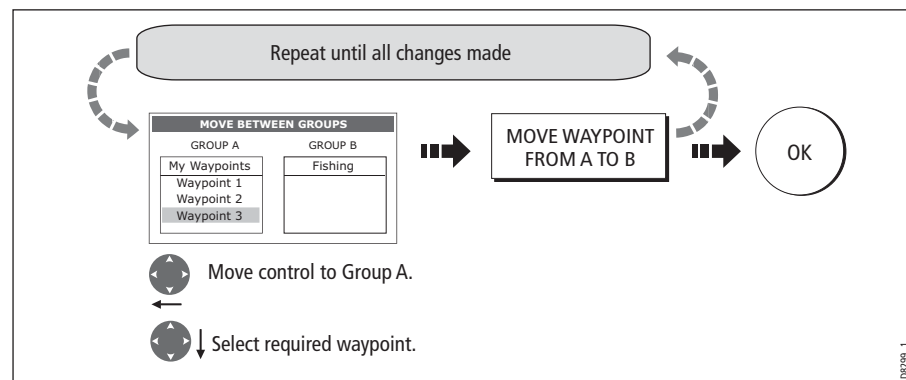 Repeat until all changes made
MOVE BETWEEN GROUPS
GROUP A
GROUP B
My Waypoints
Waypoint 1
Waypoint 2
Waypoint 3
Fishing
MOVE WAYPOINT
FROM A TO B
OK
Move control to Group A.
Select required waypoint.
D8299_1